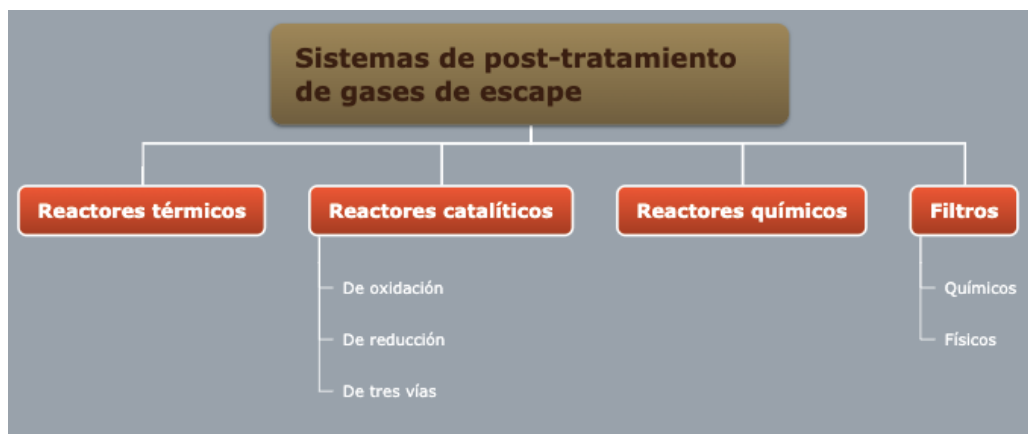 Sistemas de post-tratamiento
de gases de escape
Reactores térmicos
Reactores catalíticos
Reactores químicos
Filtros
De oxidación
De reducción
De tres vías
Químicos
Físicos